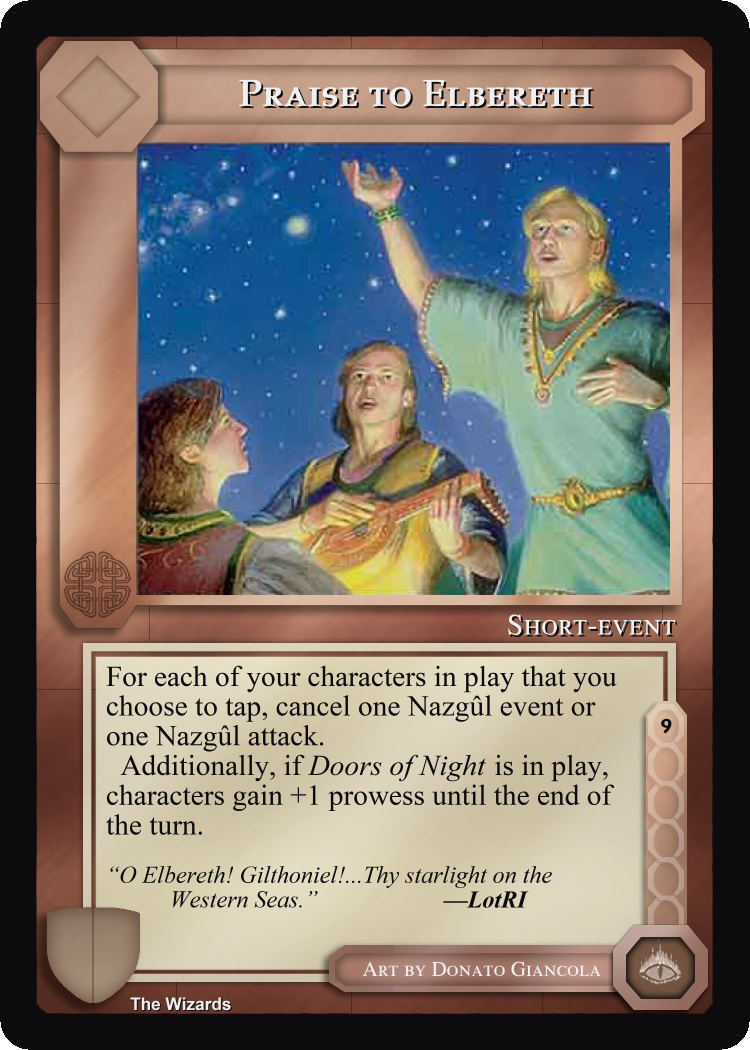 Praise to Elbereth
Short-event
For each of your characters in play that you
choose to tap, cancel one Nazgûl event or
one Nazgûl attack.
Additionally, if Doors of Night is in play,
characters gain +1 prowess until the end of
the turn.
9
“O Elbereth! Gilthoniel!...Thy starlight on the
Western Seas.” —LotRI
Art by Donato Giancola
The Wizards